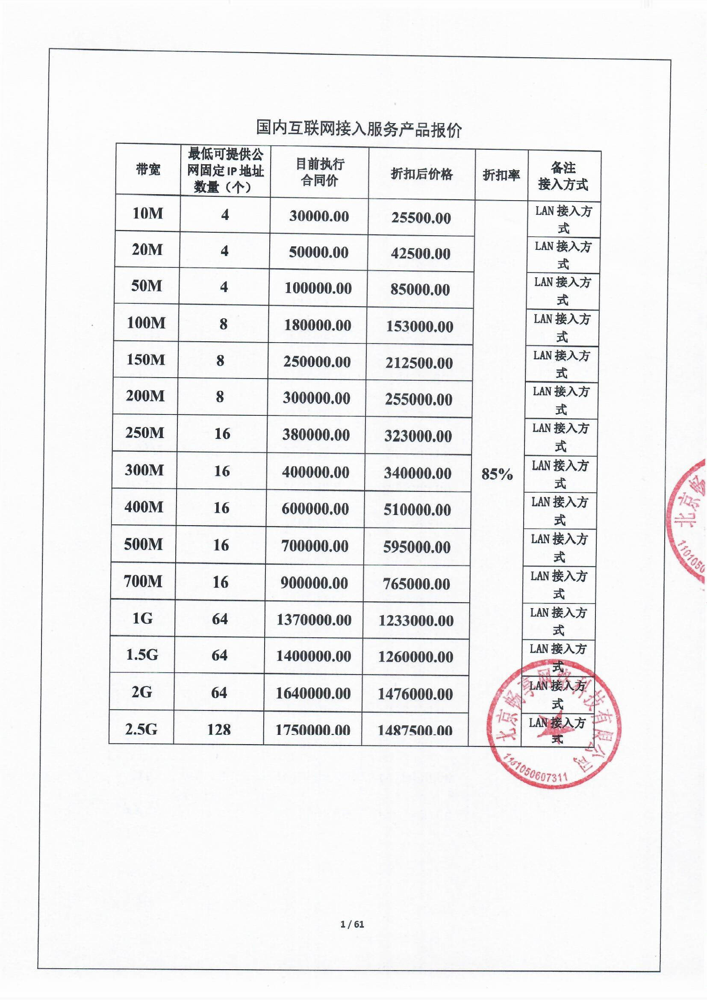 国内互联网接入服务产品报价
带宽
最低可提供公
网固定 IP 地址
数量（个）
目前执行
合同价
折扣后价格
折扣率
备注
接入方式
10M 4 30000.00 25500.00 LAN 接入方
式
20M 4 50000.00 42500.00 LAN 接入方
式
50M 4 100000.00 85000.00 LAN 接入方
式
100M 8 180000.00 153000.00 LAN 接入方
式
150M 8 250000.00 212500.00 LAN 接入方
式
200M 8 300000.00 255000.00 LAN 接入方
式
250M 16 380000.00 323000.00 LAN 接入方
式
300M 16 400000.00 340000.00 85% LAN 接入方
式
400M 16 600000.00 510000.00 LAN 接入方
式
500M 16 700000.00 595000.00 LAN 接入方
式
700M 16 900000.00 765000.00 LAN 接入方
式
1G 64 1370000.00 1233000.00 LAN 接入方
式
1.5G 64 1400000.00 1260000.00 LAN 接入方
式
2G 64 1640000.00 1476000.00 LAN 接入方
式
2.5G 128 1750000.00 1487500.00 LAN 接入方
式
北京畅享网络科技有限公司
1101050607311
北京畅
1101050
1 / 61